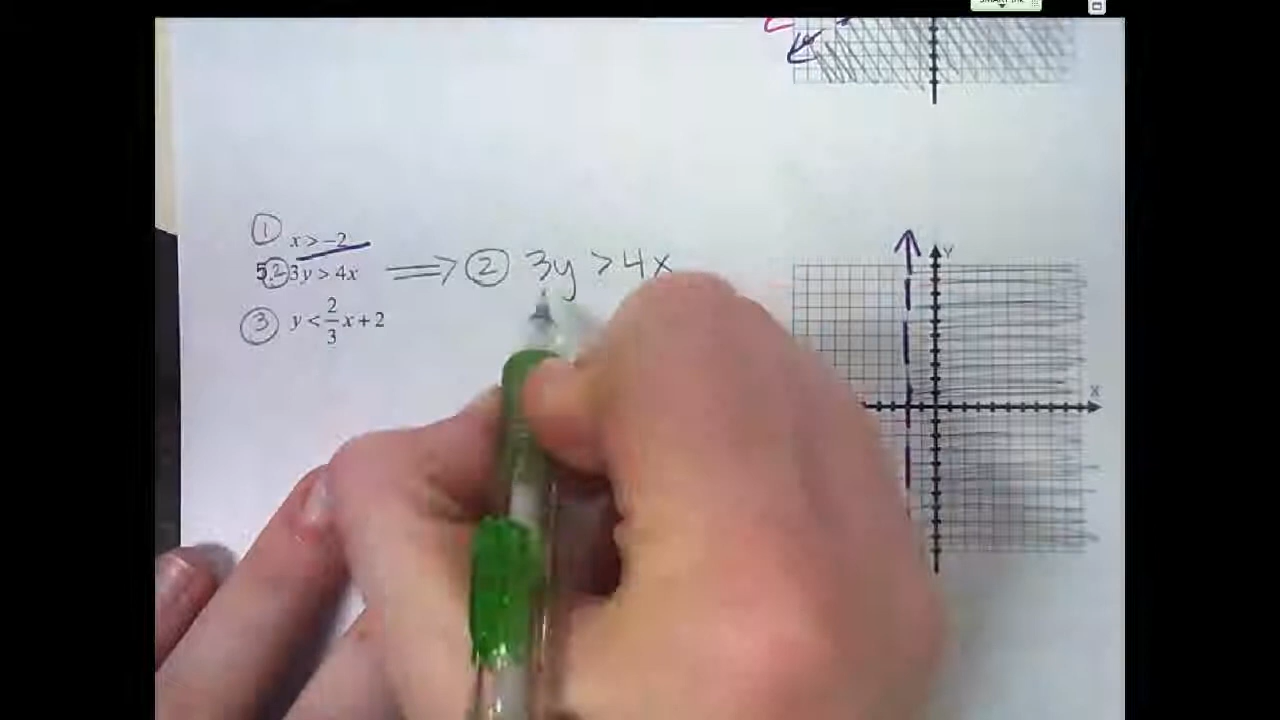 ① x > −2
5. ② 3y > 4x ⟹ ② 3y > 4x
③ y < 2/3 x + 2
Y
X